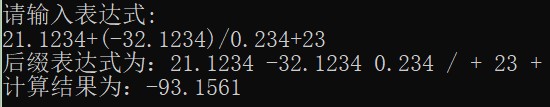 请输入表达式:
21.1234+(-32.1234)/0.234+23
后缀表达式为: 21.1234 -32.1234 0.234 / + 23 +
计算结果为: -93.1561